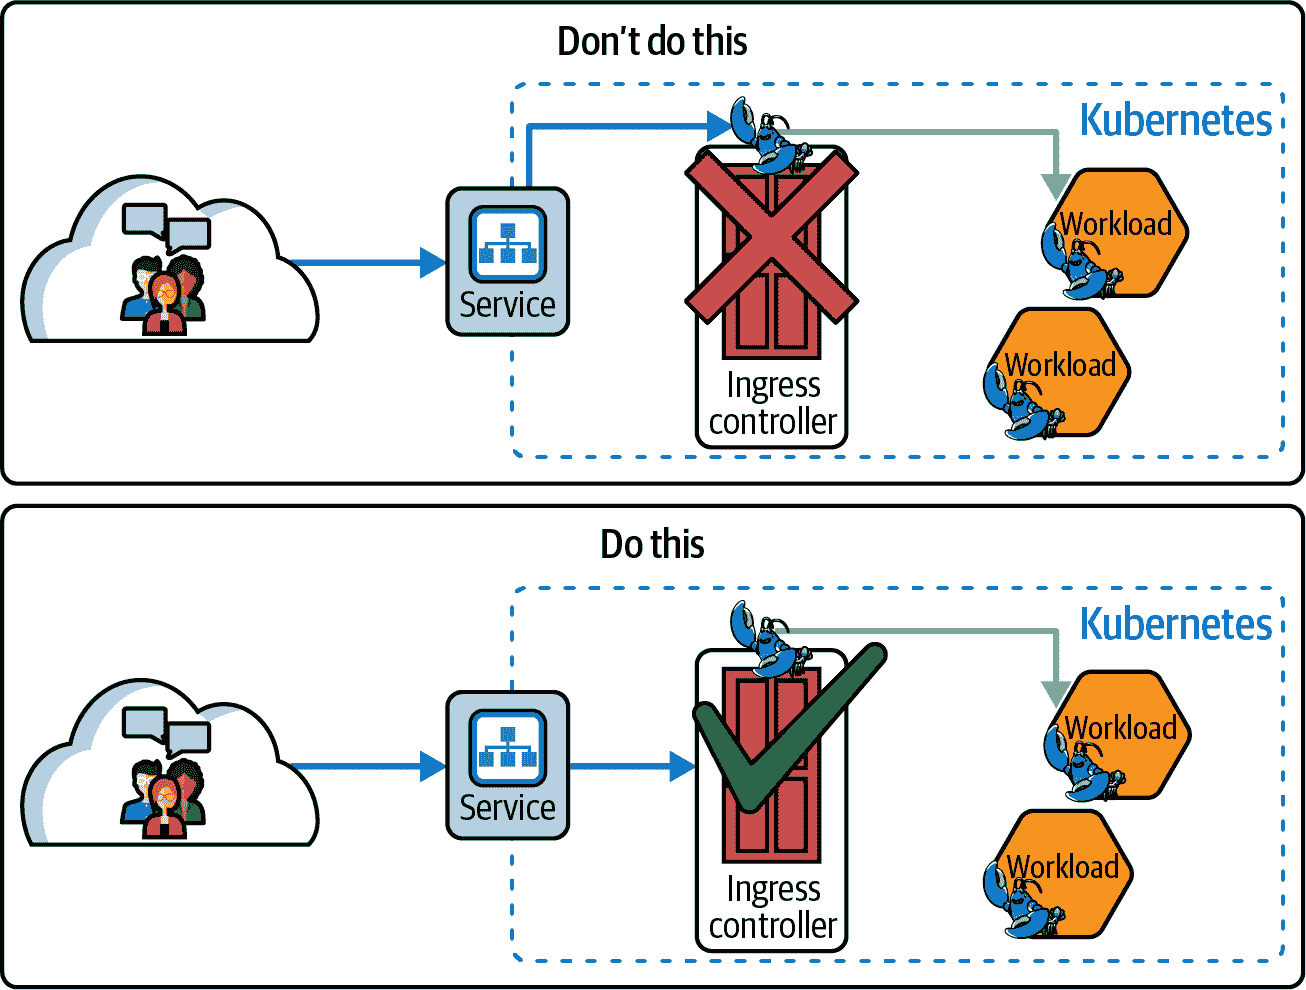 Don't do this
Kubernetes
Workload
Service
Workload
Ingress
controller
Do this
Kubernetes
Workload
Service
Workload
Ingress
controller